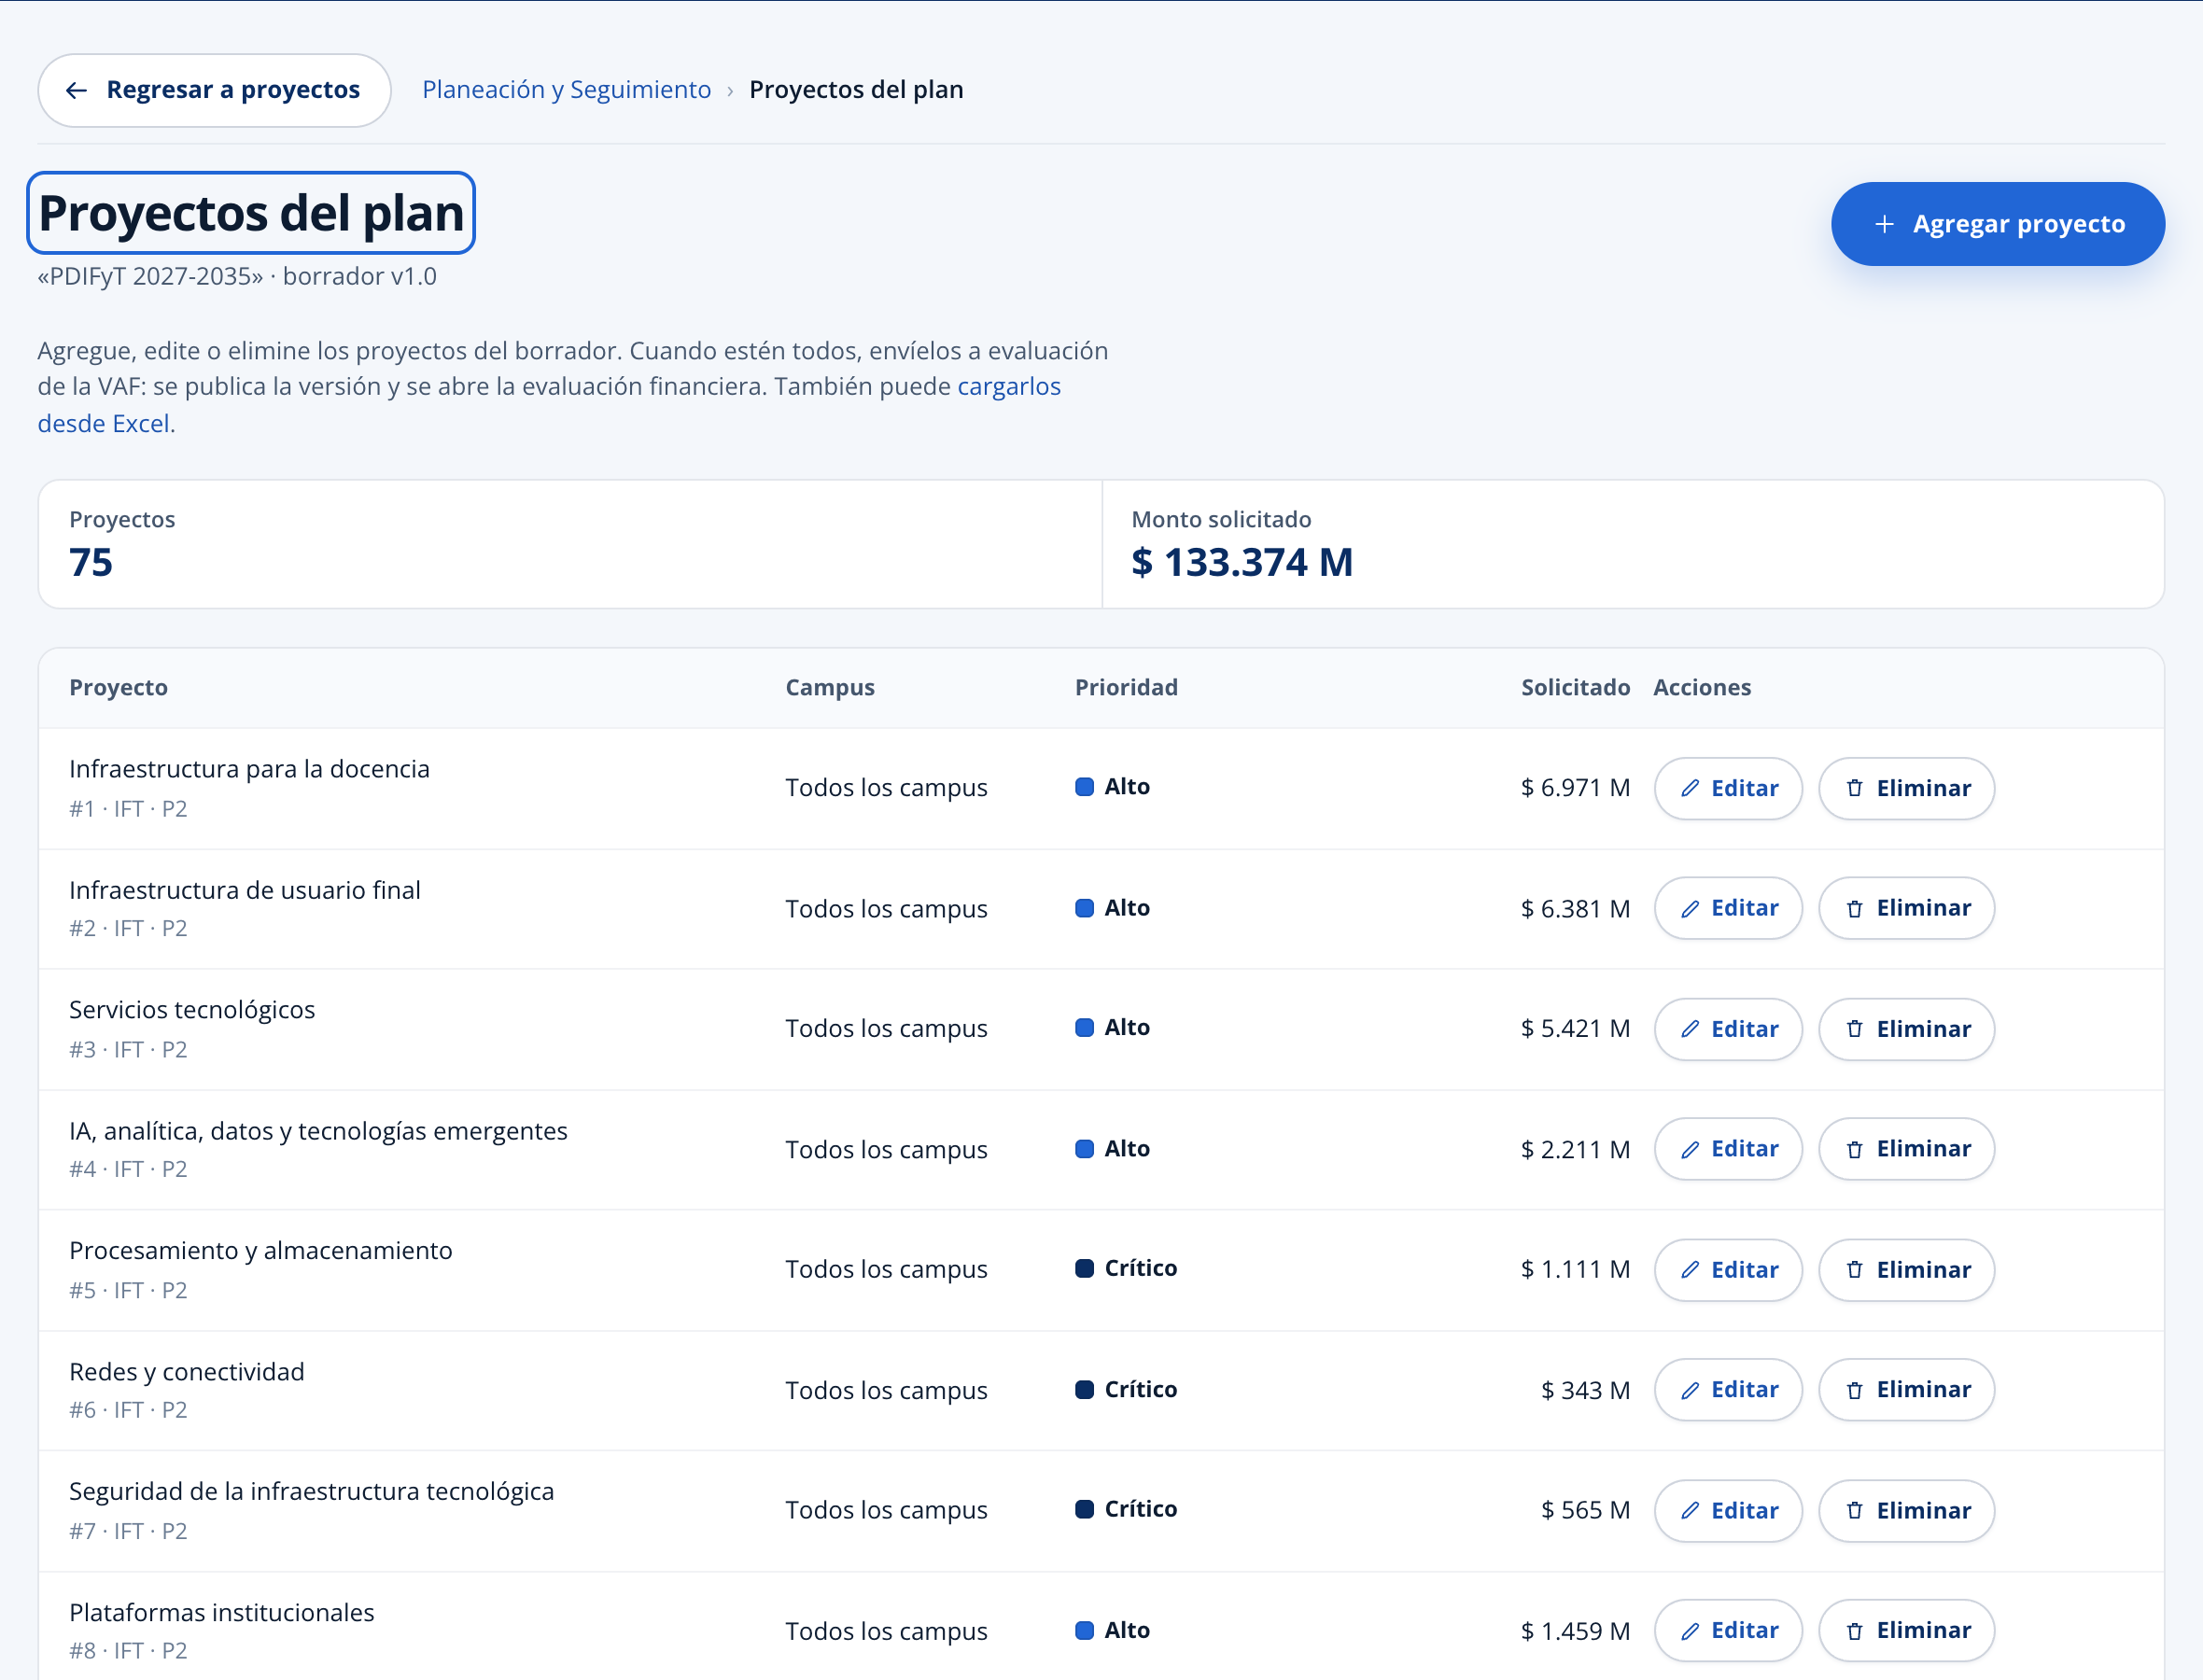 ← Regresar a proyectos Planeación y Seguimiento › Proyectos del plan
Proyectos del plan
+ Agregar proyecto
«PDIFyT 2027-2035» · borrador v1.0
Agregue, edite o elimine los proyectos del borrador. Cuando estén todos, envíelos a evaluación
de la VAF: se publica la versión y se abre la evaluación financiera. También puede cargarlos
desde Excel.
Proyectos
75
Monto solicitado
$ 133.374 M
Proyecto Campus Prioridad Solicitado Acciones
Infraestructura para la docencia
#1 · IFT · P2
Todos los campus Alto $ 6.971 M Editar Eliminar
Infraestructura de usuario final
#2 · IFT · P2
Todos los campus Alto $ 6.381 M Editar Eliminar
Servicios tecnológicos
#3 · IFT · P2
Todos los campus Alto $ 5.421 M Editar Eliminar
IA, analítica, datos y tecnologías emergentes
#4 · IFT · P2
Todos los campus Alto $ 2.211 M Editar Eliminar
Procesamiento y almacenamiento
#5 · IFT · P2
Todos los campus Crítico $ 1.111 M Editar Eliminar
Redes y conectividad
#6 · IFT · P2
Todos los campus Crítico $ 343 M Editar Eliminar
Seguridad de la infraestructura tecnológica
#7 · IFT · P2
Todos los campus Crítico $ 565 M Editar Eliminar
Plataformas institucionales
#8 · IFT · P2
Todos los campus Alto $ 1.459 M Editar Eliminar